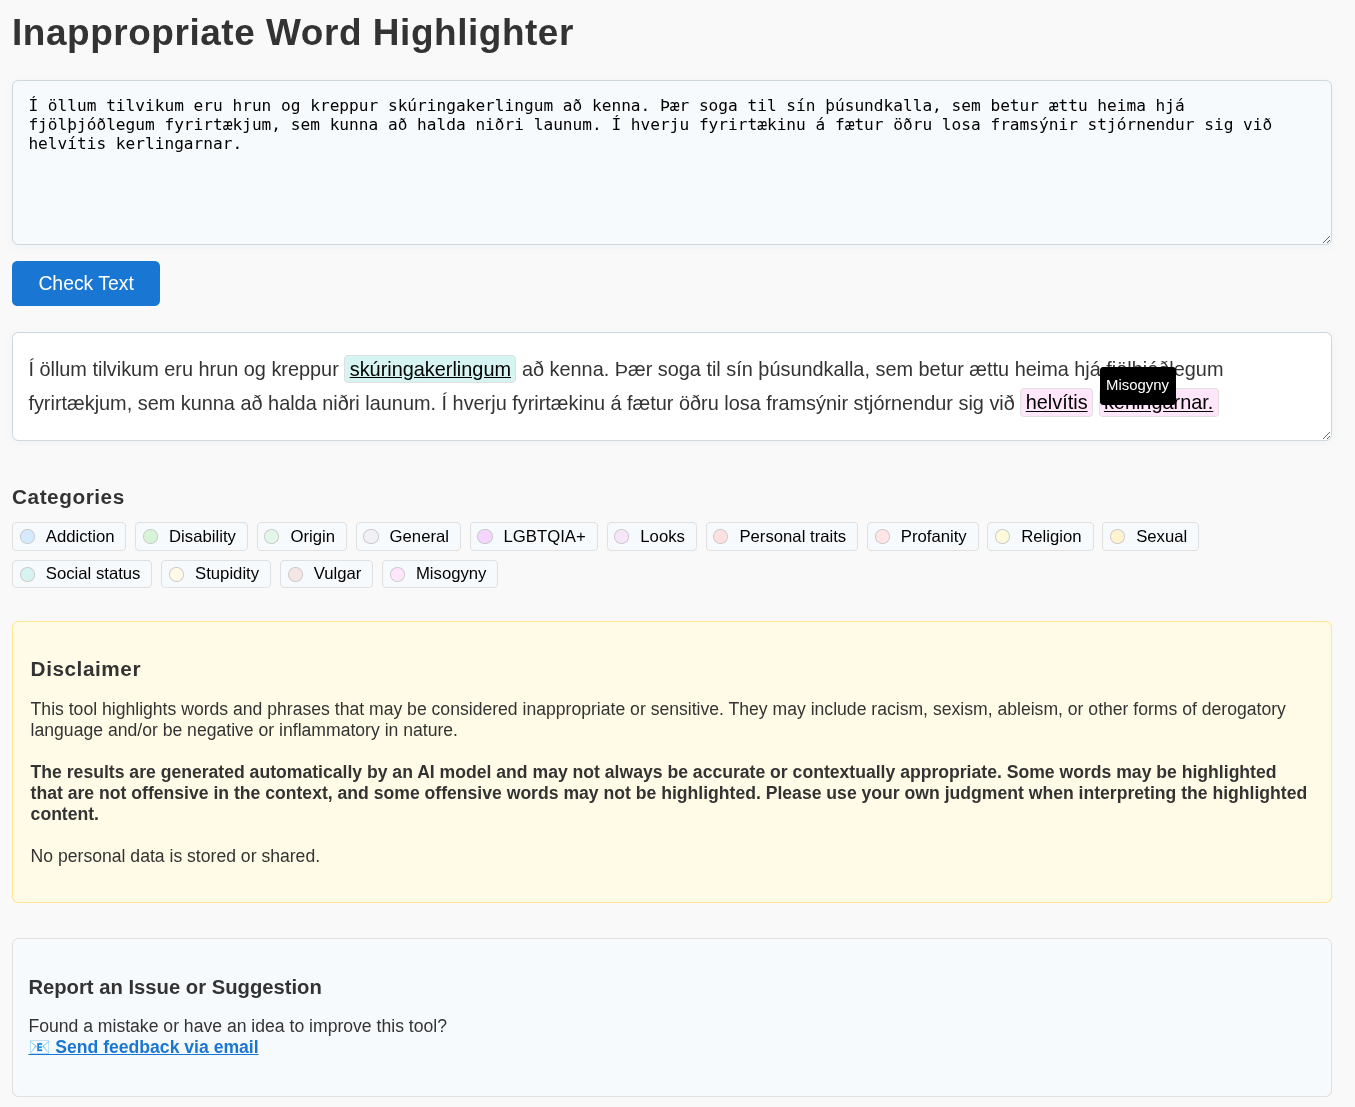 Inappropriate Word Highlighter
Í öllum tilvikum eru hrun og kreppur skúringakerlingum að kenna. Þær soga til sín þúsundkalla, sem betur ættu heima hjá
fjölþjóðlegum fyrirtækjum, sem kunna að halda niðri launum. Í hverju fyrirtækinu á fætur öðru losa framsýnir stjórnendur sig við
helvítis kerlingarnar.
Check Text
Í öllum tilvikum eru hrun og kreppur skúringakerlingum að kenna. Þær soga til sín þúsundkalla, sem betur ættu heima hjá fjölþjóðlegum
Misogyny
fyrirtækjum, sem kunna að halda niðri launum. Í hverju fyrirtækinu á fætur öðru losa framsýnir stjórnendur sig við helvítis kerlingarnar.
Categories
Addiction Disability Origin General LGBTQIA+ Looks Personal traits Profanity Religion Sexual
Social status Stupidity Vulgar Misogyny
Disclaimer
This tool highlights words and phrases that may be considered inappropriate or sensitive. They may include racism, sexism, ableism, or other forms of derogatory
language and/or be negative or inflammatory in nature.
The results are generated automatically by an AI model and may not always be accurate or contextually appropriate. Some words may be highlighted
that are not offensive in the context, and some offensive words may not be highlighted. Please use your own judgment when interpreting the highlighted
content.
No personal data is stored or shared.
Report an Issue or Suggestion
Found a mistake or have an idea to improve this tool?
📧 Send feedback via email